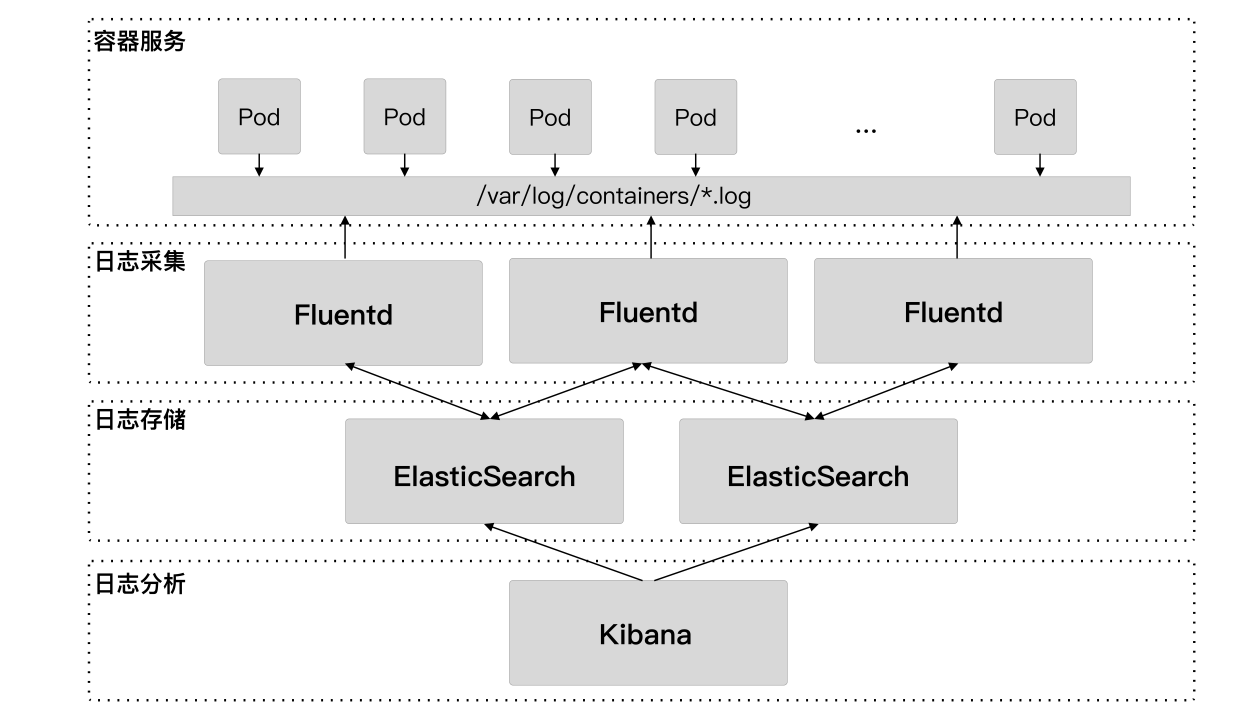 容器服务
Pod Pod Pod Pod ... Pod
/var/log/containers/*.log
日志采集
Fluentd Fluentd Fluentd
日志存储
ElasticSearch ElasticSearch
日志分析
Kibana